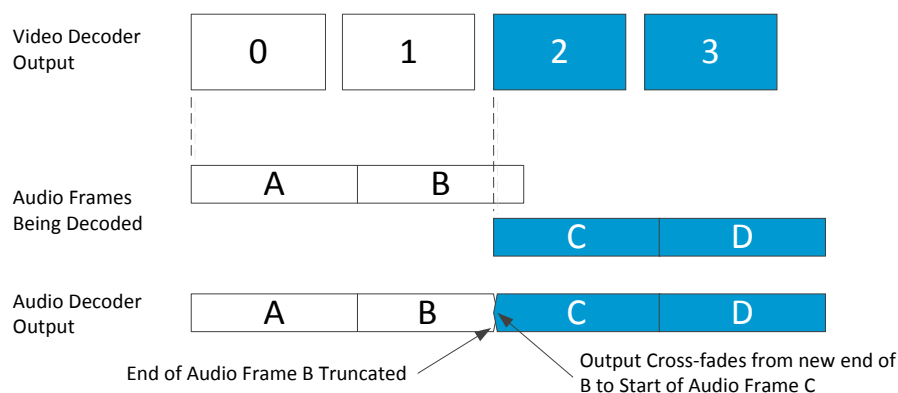 Video Decoder
Output
0 1 2 3
Audio Frames
Being Decoded
A B
C D
Audio Decoder
Output
A B C D
End of Audio Frame B Truncated
Output Cross-fades from new end of
B to Start of Audio Frame C